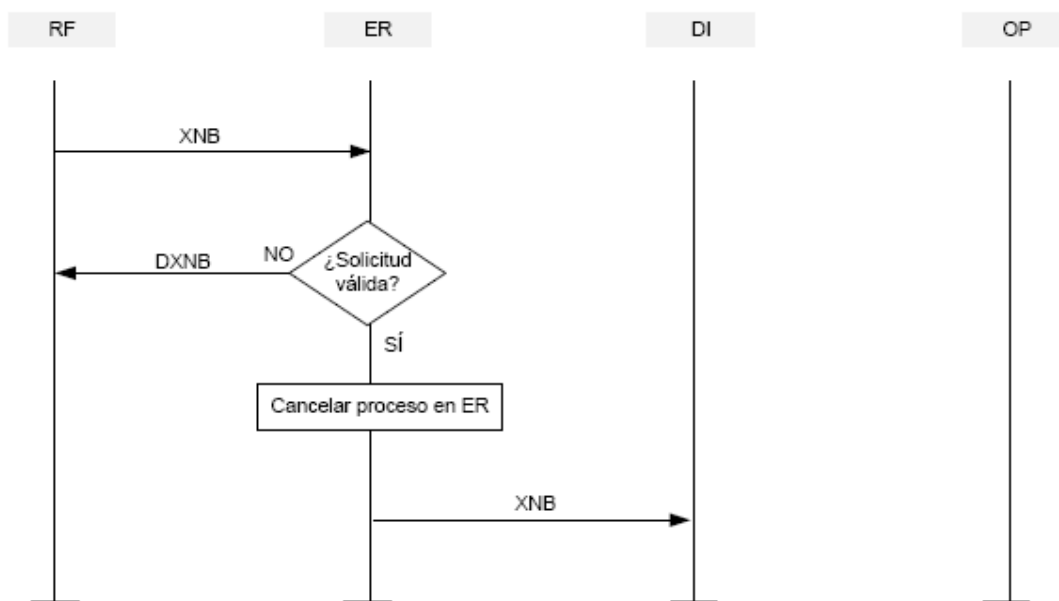 RF
ER
DI
OP
XNB
DXNB
NO
¿Solicitud
válida?
SÍ
Cancelar proceso en ER
XNB